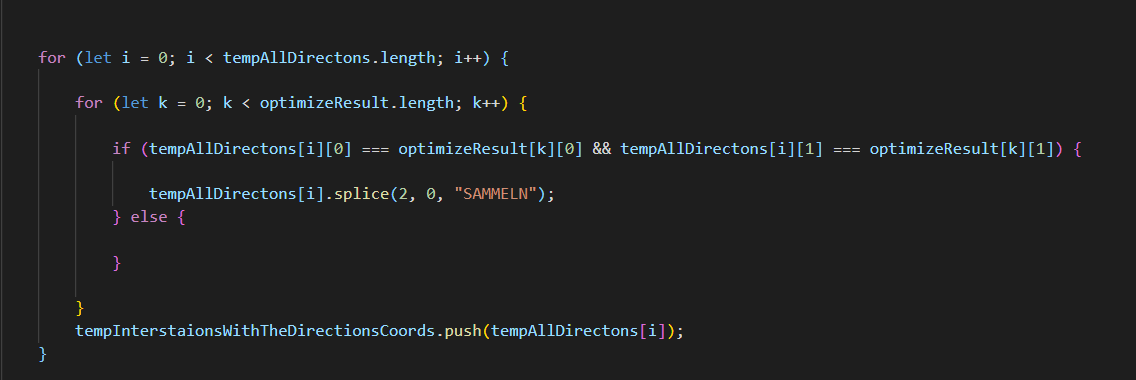 for (let i = 0; i < tempAllDirectons.length; i++) {
for (let k = 0; k < optimizeResult.length; k++) {
if (tempAllDirectons[i][0] === optimizeResult[k][0] && tempAllDirectons[i][1] === optimizeResult[k][1]) {
tempAllDirectons[i].splice(2, 0, "SAMMELN");
} else {
}
}
tempInterstaionsWithTheDirectionsCoords.push(tempAllDirectons[i]);
}